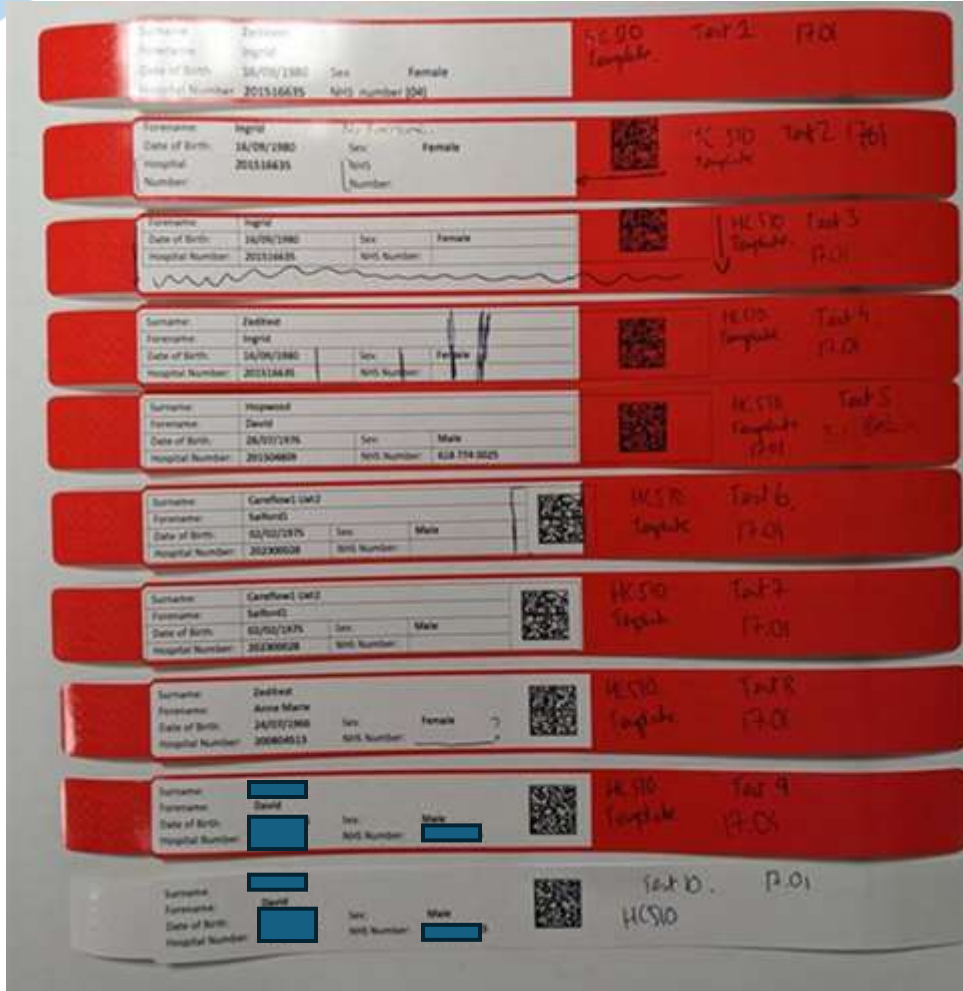 Surname:
Forename: Ingrid
Date of Birth: 16/09/1980 Sex: Female
Hospital Number: 201516635 NHS number (04)
SC510 Test 1 17.01
Template.
Forename: Ingrid
Date of Birth: 16/09/1980 Sex: Female
Hospital 201516635 NHS
Number: Number:
SC510 Test 2 17.01
Template
Forename: Ingrid
Date of Birth: 16/09/1980 Sex: Female
Hospital Number: 201516635 NHS Number:
HC510 Test 3
Template. 17.01
Surname: Zedtest
Forename: Ingrid
Date of Birth: 16/09/1980 Sex: Female
Hospital Number: 201516635 NHS Number:
HC510 Test 4
Template 17.01
Surname: Hopwood
Forename: David
Date of Birth: Sex: Male
Hospital Number: NHS Number:
HC510 Test 5
Template
17.01
Surname: Careflow1 Uat2
Forename: Salford1
Date of Birth: 02/02/1975 Sex: Male
Hospital Number: 202300028 NHS Number:
HC510 Test 6
Template 17.01
Surname: Careflow1 Uat2
Forename: Salford1
Date of Birth: 02/02/1975 Sex: Male
Hospital Number: 202300028 NHS Number:
HC510 Test 7
Template 17.01
Surname: Zedtest
Forename: Anne Marie
Date of Birth: 24/07/1966 Sex: Female
Hospital Number: 200804513 NHS Number:
HC510 Test 8
Template 17.01
Surname:
Forename: David
Date of Birth: Sex: Male
Hospital Number: NHS Number:
HC510 Test 9
Template 17.01
Surname:
Forename: David
Date of Birth: Sex: Male
Hospital Number: NHS Number:
Test 10. 17.01
HC510